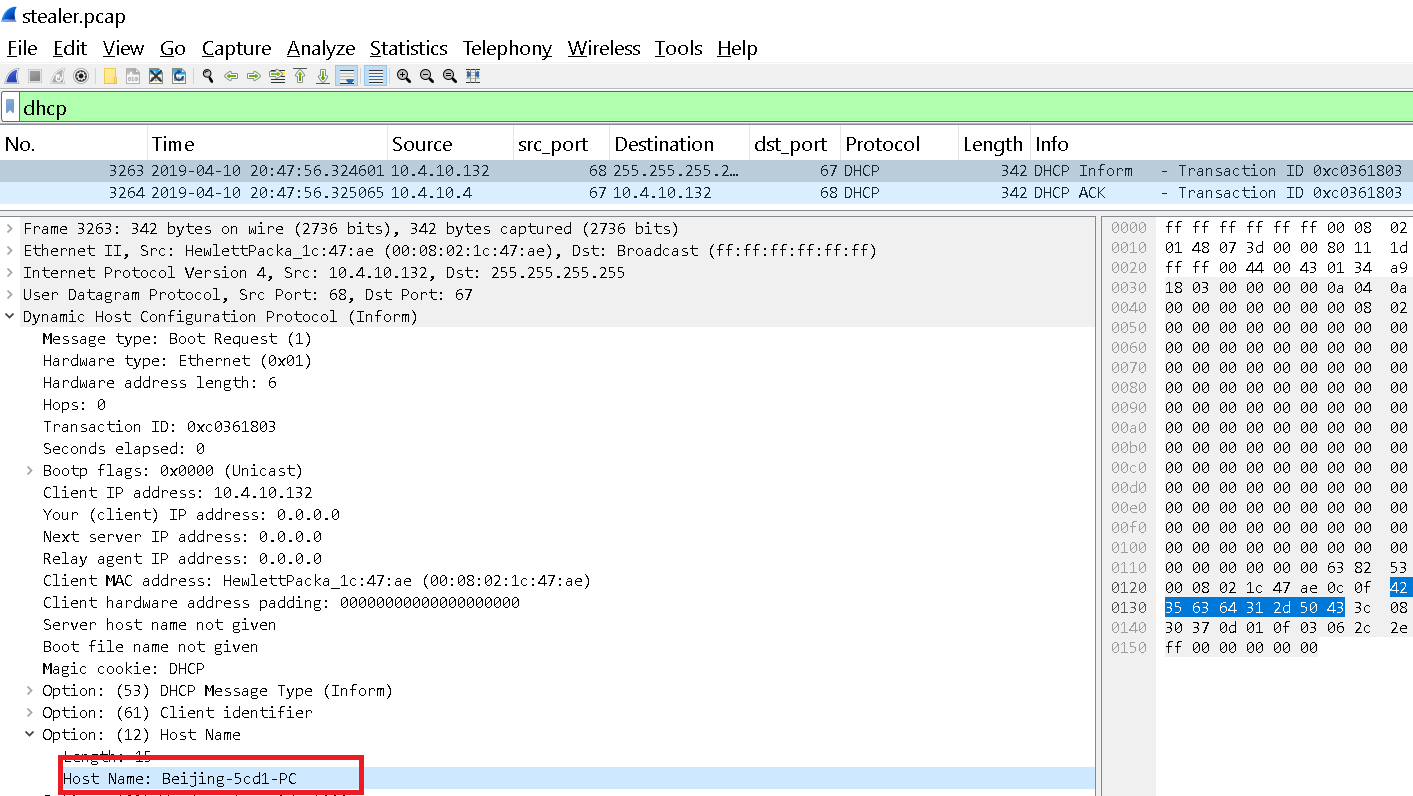 stealer.pcap
File Edit View Go Capture Analyze Statistics Telephony Wireless Tools Help
dhcp
No. Time Source src_port Destination dst_port Protocol Length Info
3263 2019-04-10 20:47:56.324601 10.4.10.132 68 255.255.255.2… 67 DHCP 342 DHCP Inform - Transaction ID 0xc0361803
3264 2019-04-10 20:47:56.325065 10.4.10.4 67 10.4.10.132 68 DHCP 342 DHCP ACK - Transaction ID 0xc0361803
Frame 3263: 342 bytes on wire (2736 bits), 342 bytes captured (2736 bits)
Ethernet II, Src: HewlettPacka_1c:47:ae (00:08:02:1c:47:ae), Dst: Broadcast (ff:ff:ff:ff:ff:ff)
Internet Protocol Version 4, Src: 10.4.10.132, Dst: 255.255.255.255
User Datagram Protocol, Src Port: 68, Dst Port: 67
Dynamic Host Configuration Protocol (Inform)
Message type: Boot Request (1)
Hardware type: Ethernet (0x01)
Hardware address length: 6
Hops: 0
Transaction ID: 0xc0361803
Seconds elapsed: 0
Bootp flags: 0x0000 (Unicast)
Client IP address: 10.4.10.132
Your (client) IP address: 0.0.0.0
Next server IP address: 0.0.0.0
Relay agent IP address: 0.0.0.0
Client MAC address: HewlettPacka_1c:47:ae (00:08:02:1c:47:ae)
Client hardware address padding: 00000000000000000000
Server host name not given
Boot file name not given
Magic cookie: DHCP
Option: (53) DHCP Message Type (Inform)
Option: (61) Client identifier
Option: (12) Host Name
Length: 15
Host Name: Beijing-5cd1-PC
0000 ff ff ff ff ff ff 00 08 02
0010 01 48 07 3d 00 00 80 11 1d
0020 ff ff 00 44 00 43 01 34 a9
0030 18 03 00 00 00 00 0a 04 0a
0040 00 00 00 00 00 00 00 08 02
0050 00 00 00 00 00 00 00 00 00
0060 00 00 00 00 00 00 00 00 00
0070 00 00 00 00 00 00 00 00 00
0080 00 00 00 00 00 00 00 00 00
0090 00 00 00 00 00 00 00 00 00
00a0 00 00 00 00 00 00 00 00 00
00b0 00 00 00 00 00 00 00 00 00
00c0 00 00 00 00 00 00 00 00 00
00d0 00 00 00 00 00 00 00 00 00
00e0 00 00 00 00 00 00 00 00 00
00f0 00 00 00 00 00 00 00 00 00
0100 00 00 00 00 00 00 00 00 00
0110 00 00 00 00 00 00 63 82 53
0120 00 08 02 1c 47 ae 0c 0f 42
0130 35 63 64 31 2d 50 43 3c 08
0140 30 37 0d 01 0f 03 06 2c 2e
0150 ff 00 00 00 00 00